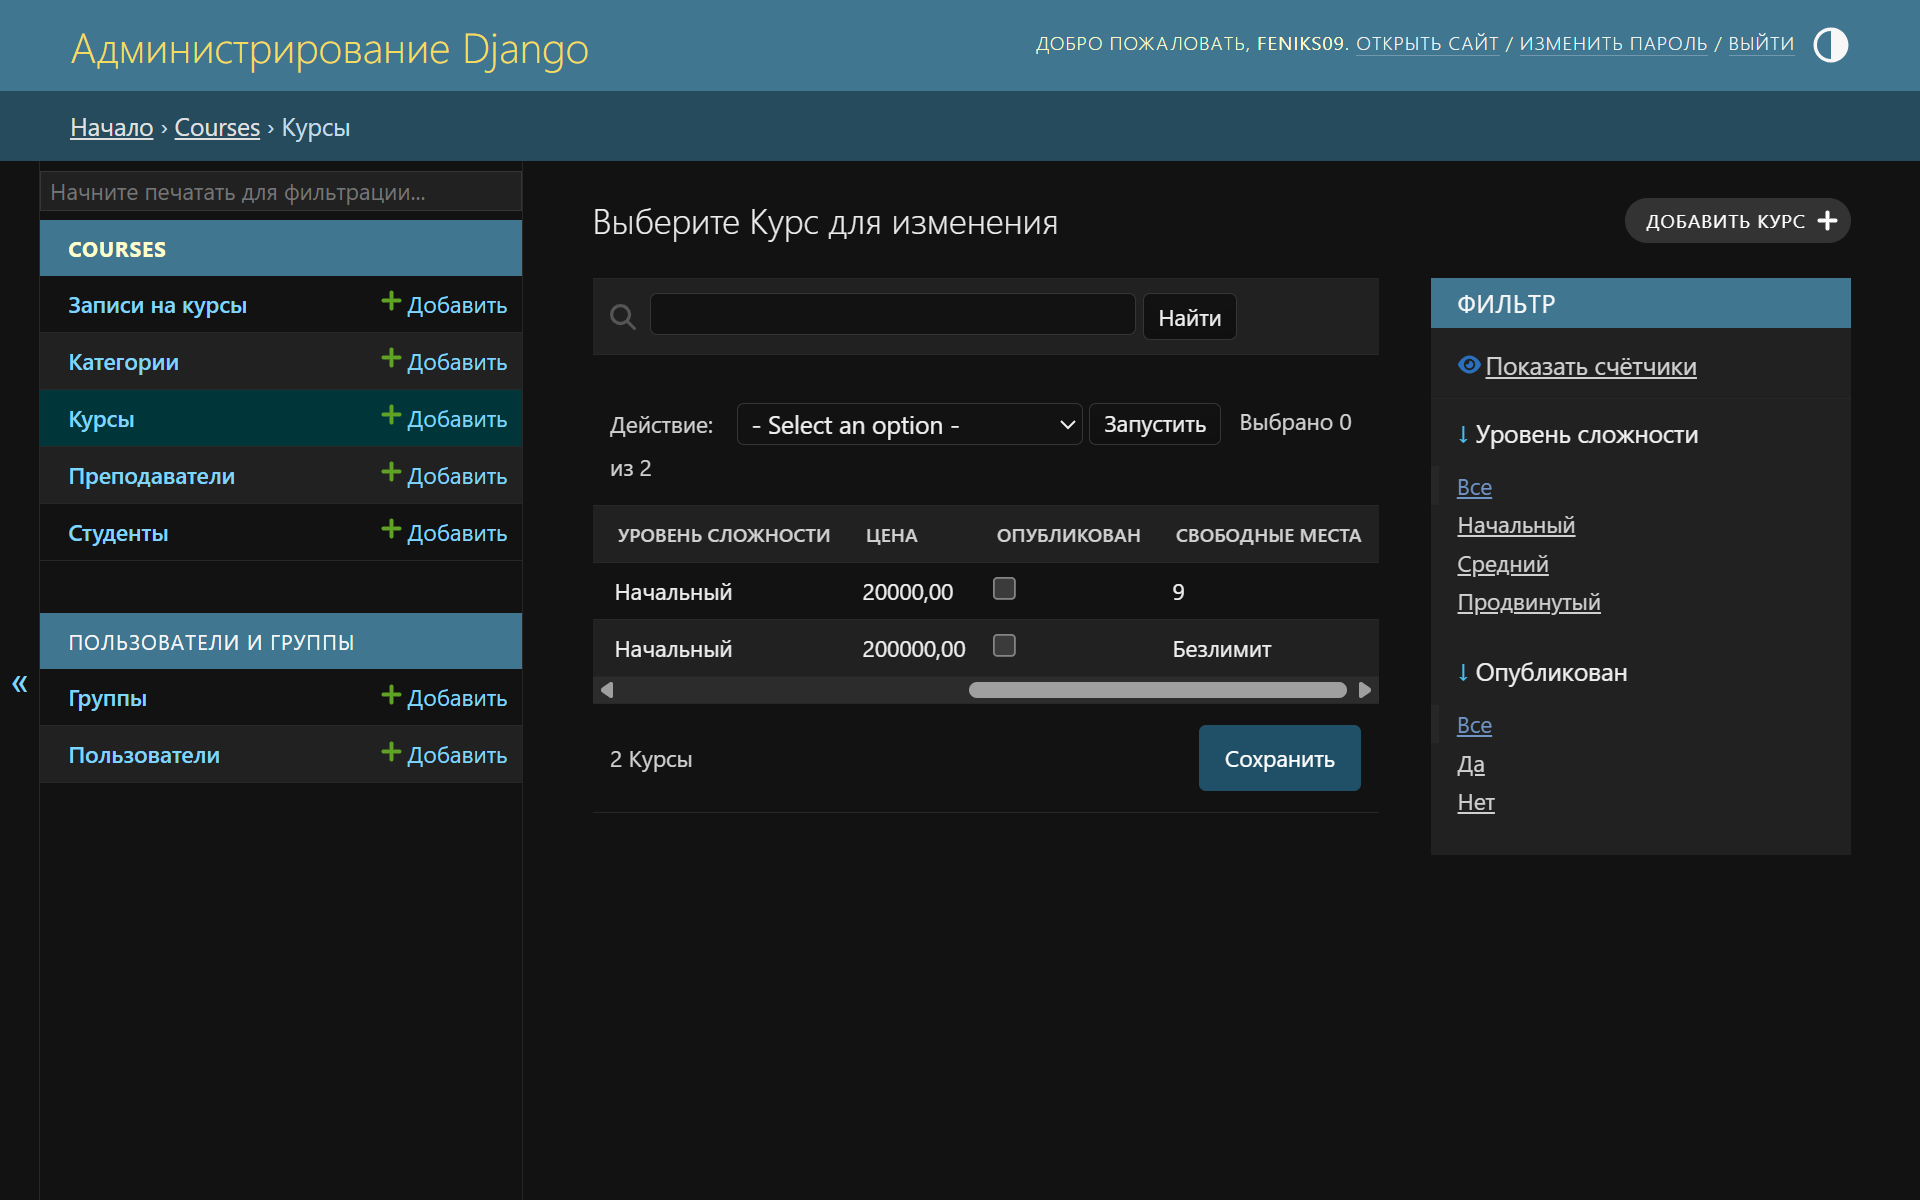 Администрирование Django
ДОБРО ПОЖАЛОВАТЬ, FENIKS09. ОТКРЫТЬ САЙТ / ИЗМЕНИТЬ ПАРОЛЬ / ВЫЙТИ
Начало › Courses › Курсы
Начните печатать для фильтрации...
COURSES
Записи на курсы Добавить
Категории Добавить
Курсы Добавить
Преподаватели Добавить
Студенты Добавить
ПОЛЬЗОВАТЕЛИ И ГРУППЫ
Группы Добавить
Пользователи Добавить
«
Выберите Курс для изменения
ДОБАВИТЬ КУРС
Найти
Действие: - Select an option - Запустить Выбрано 0
из 2
УРОВЕНЬ СЛОЖНОСТИ ЦЕНА ОПУБЛИКОВАН СВОБОДНЫЕ МЕСТА
Начальный 20000,00 9
Начальный 200000,00 Безлимит
2 Курсы
Сохранить
ФИЛЬТР
Показать счётчики
↓ Уровень сложности
Все
Начальный
Средний
Продвинутый
↓ Опубликован
Все
Да
Нет